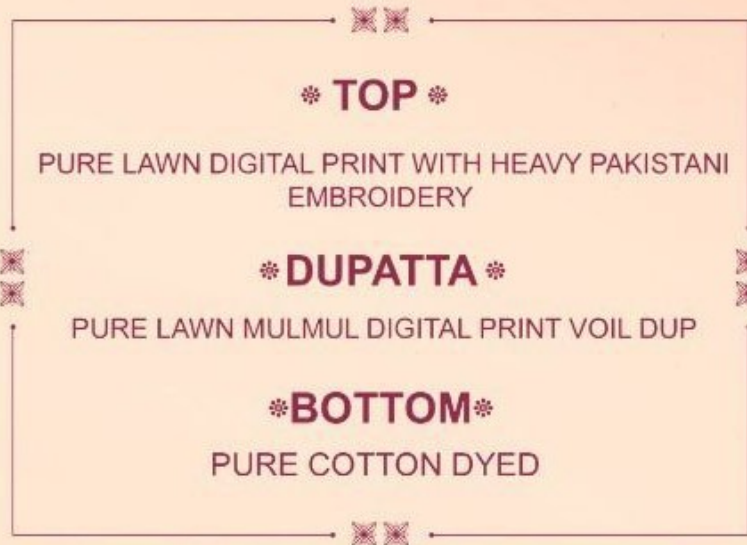 TOP
PURE LAWN DIGITAL PRINT WITH HEAVY PAKISTANI
EMBROIDERY
DUPATTA
PURE LAWN MULMUL DIGITAL PRINT VOIL DUP
BOTTOM
PURE COTTON DYED